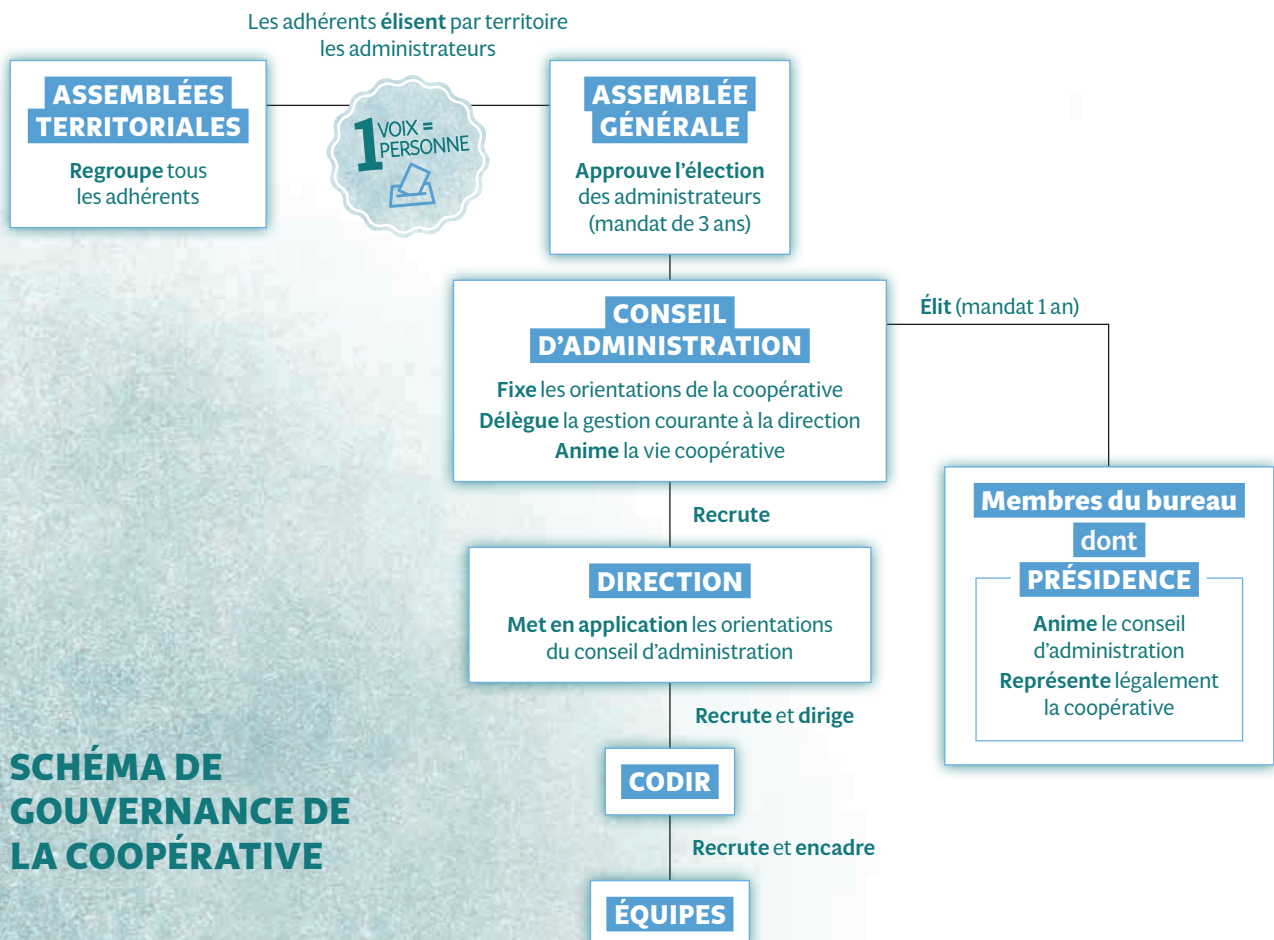 Les adhérents élisent par territoire
les administrateurs
ASSEMBLÉES
TERRITORIALES
Regroupe tous
les adhérents
1 VOIX =
PERSONNE
ASSEMBLÉE
GÉNÉRALE
Approuve l'élection
des administrateurs
(mandat de 3 ans)
CONSEIL
D'ADMINISTRATION
Fixe les orientations de la coopérative
Délègue la gestion courante à la direction
Anime la vie coopérative
Élit (mandat 1 an)
Membres du bureau
dont
PRÉSIDENCE
Anime le conseil
d'administration
Représente légalement
la coopérative
Recrute
DIRECTION
Met en application les orientations
du conseil d'administration
Recrute et dirige
CODIR
Recrute et encadre
ÉQUIPES
SCHÉMA DE
GOUVERNANCE DE
LA COOPÉRATIVE